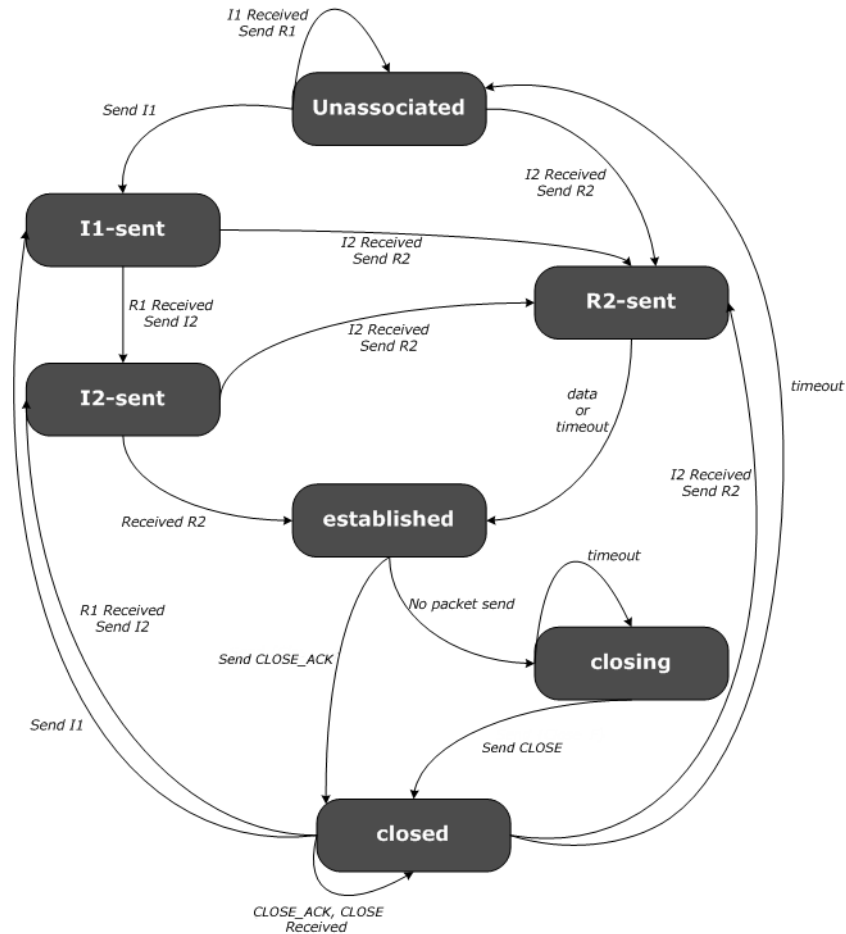 I1 Received
Send R1
Unassociated
Send I1
I2 Received
Send R2
I1-sent
I2 Received
Send R2
R2-sent
R1 Received
Send I2
I2 Received
Send R2
I2-sent
data
or
timeout
timeout
I2 Received
Send R2
Received R2
established
timeout
No packet send
R1 Received
Send I2
closing
Send CLOSE_ACK
Send I1
Send CLOSE
closed
CLOSE_ACK, CLOSE
Received